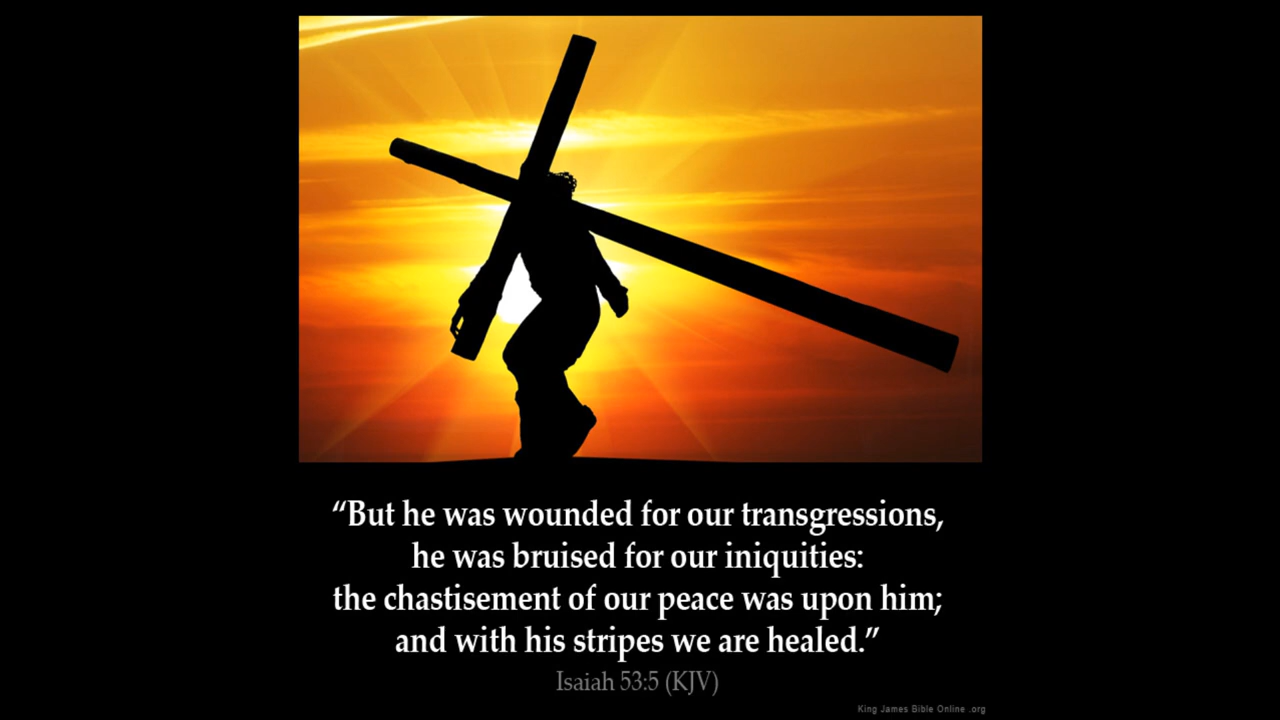 “But he was wounded for our transgressions,
he was bruised for our iniquities:
the chastisement of our peace was upon him;
and with his stripes we are healed.”
Isaiah 53:5 (KJV)
King James Bible Online .org